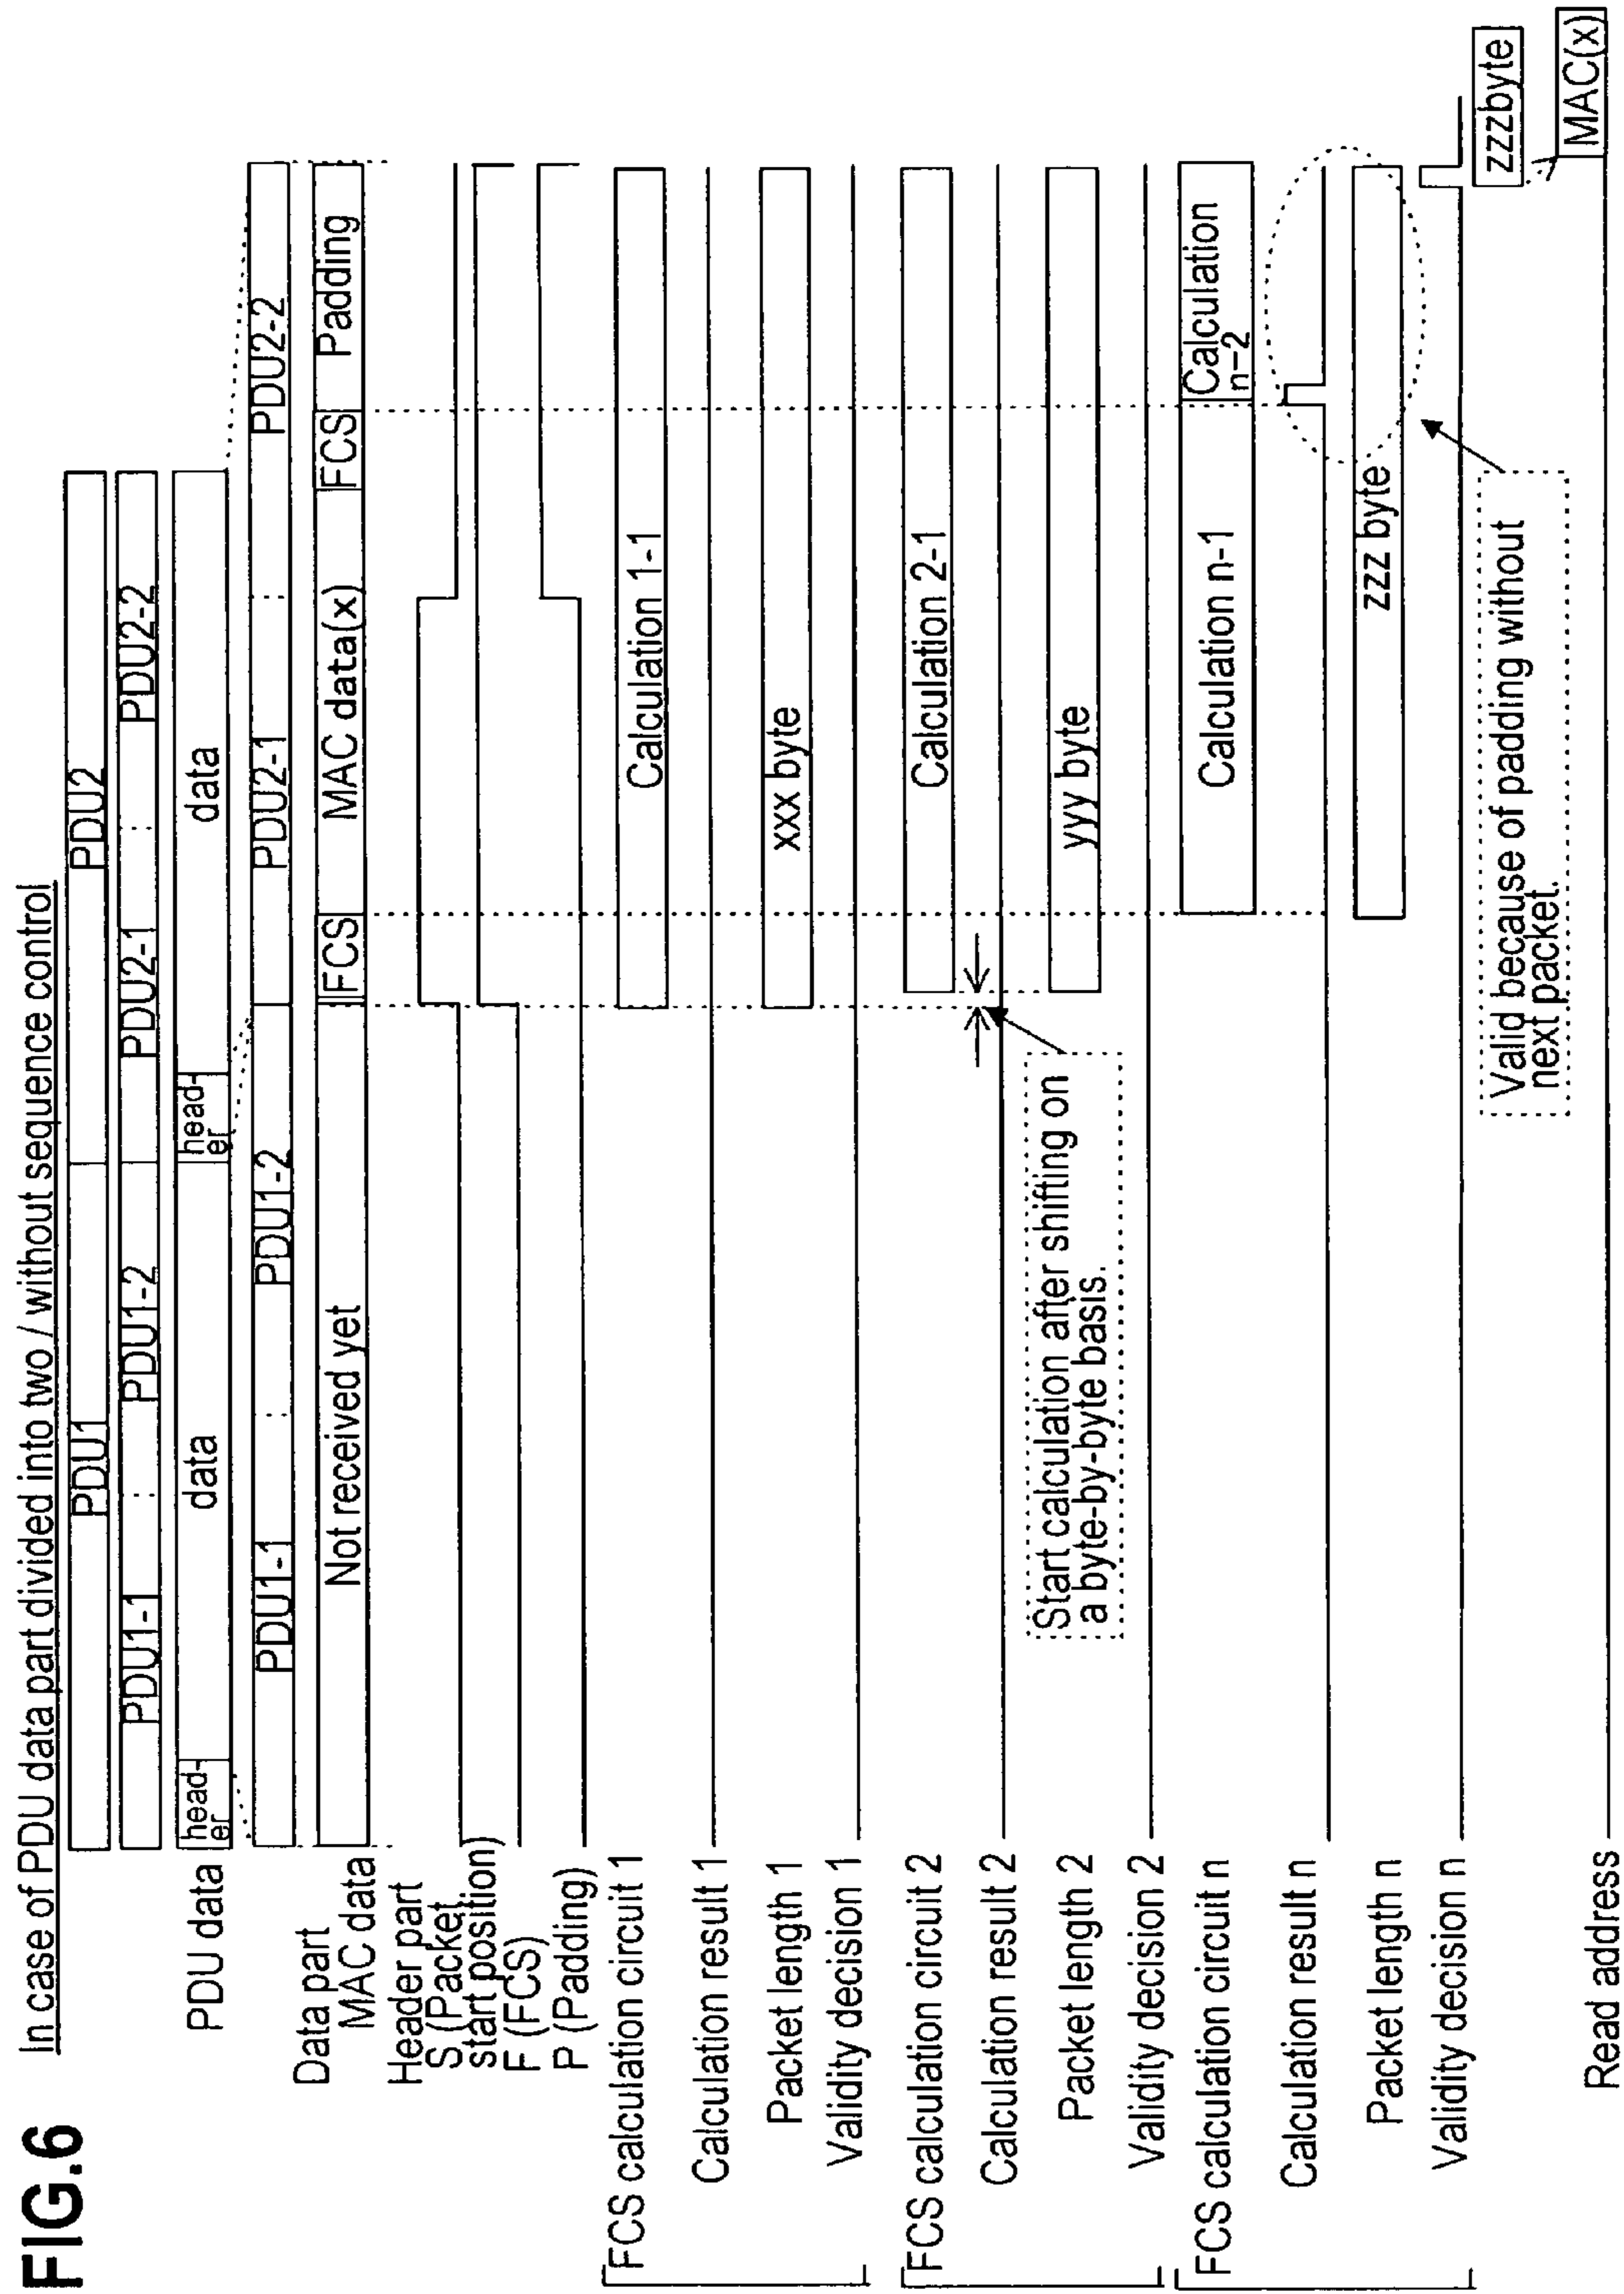 FIG.6
In case of PDU data part divided into two / without sequence control
PDU1 PDU2
PDU1-1 PDU1-2 PDU2-1 PDU2-2
PDU data
head-
er
data
head-
er
data
PDU1-1 PDU1-2 PDU2-1 PDU2-2
Data part
MAC data
Not received yet FCS MAC data(x) FCS Padding
Header part
S (Packet
start position)
F (FCS)
P (Padding)
FCS calculation circuit 1 Calculation 1-1
Calculation result 1
Packet length 1 xxx byte
Validity decision 1
FCS calculation circuit 2 Calculation 2-1
Calculation result 2
Start calculation after shifting on
a byte-by-byte basis.
Packet length 2 yyy byte
Validity decision 2
FCS calculation circuit n Calculation n-1 Calculation
n-2
Calculation result n
Packet length n zzz byte
Validity decision n
Valid because of padding without
next packet.
zzzbyte
Read address MAC(x)